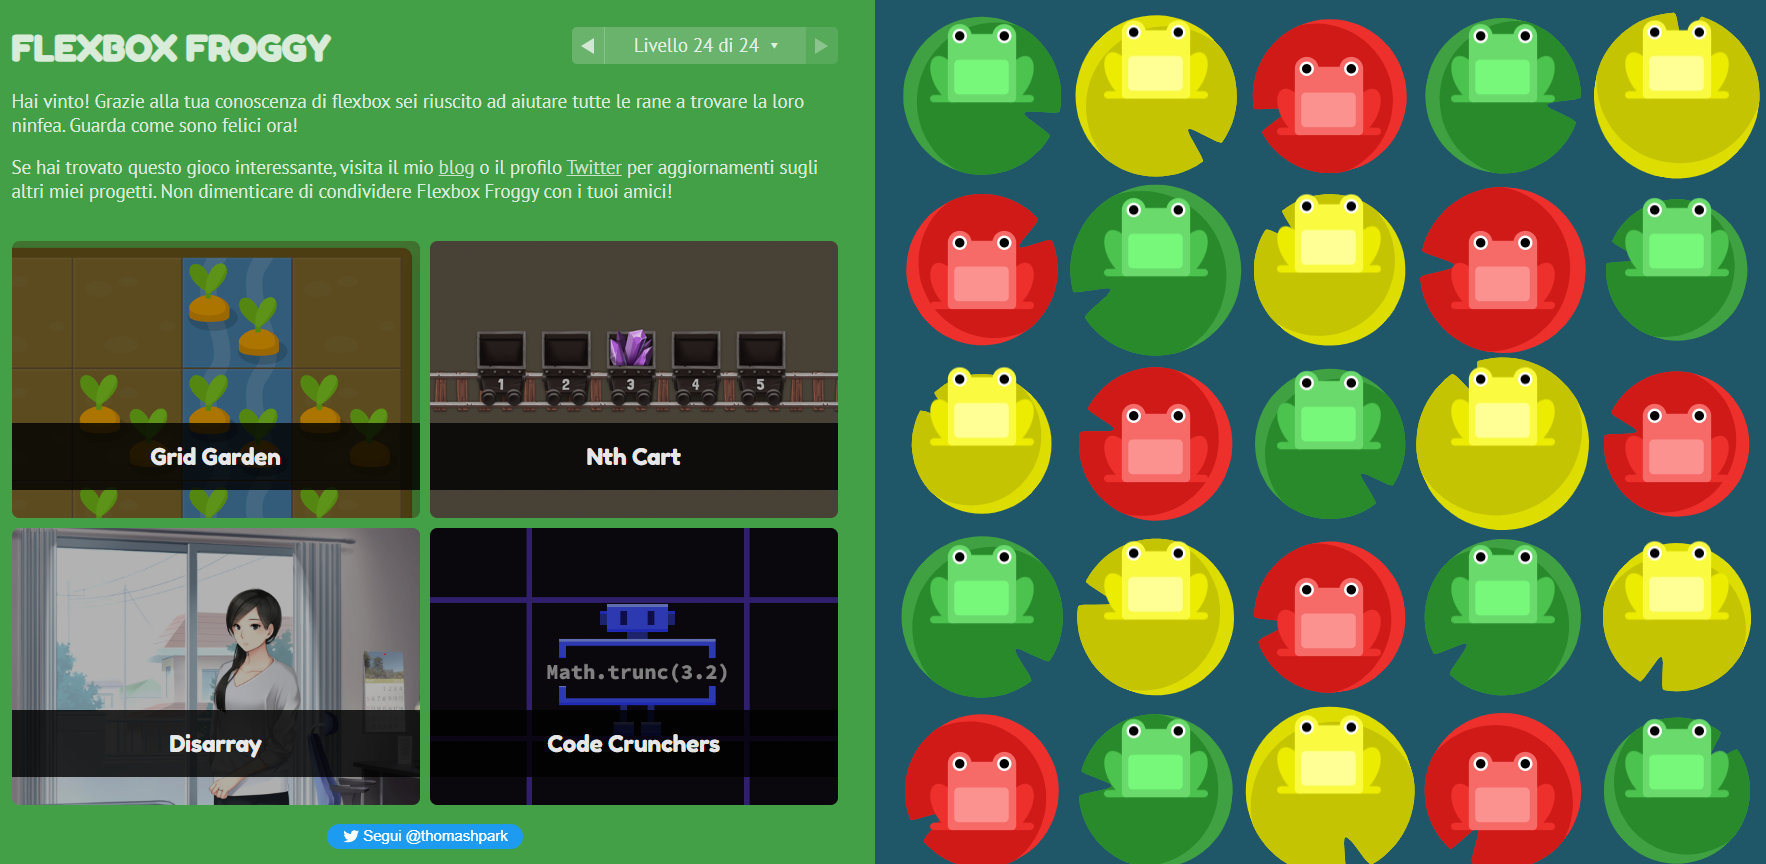 FLEXBOX FROGGY
Livello 24 di 24
Hai vinto! Grazie alla tua conoscenza di flexbox sei riuscito ad aiutare tutte le rane a trovare la loro
ninfea. Guarda come sono felici ora!
Se hai trovato questo gioco interessante, visita il mio blog o il profilo Twitter per aggiornamenti sugli
altri miei progetti. Non dimenticare di condividere Flexbox Froggy con i tuoi amici!
Grid Garden
1 2 3 4 5
Nth Cart
Disarray
Math.trunc(3.2)
Code Crunchers
Segui @thomashpark